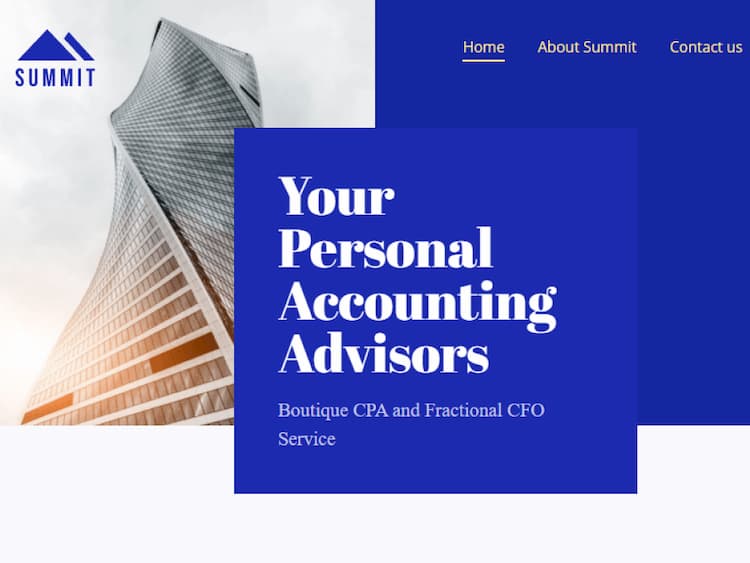 SUMMIT
Home
About Summit
Contact us
Your
Personal
Accounting
Advisors
Boutique CPA and Fractional CFO
Service